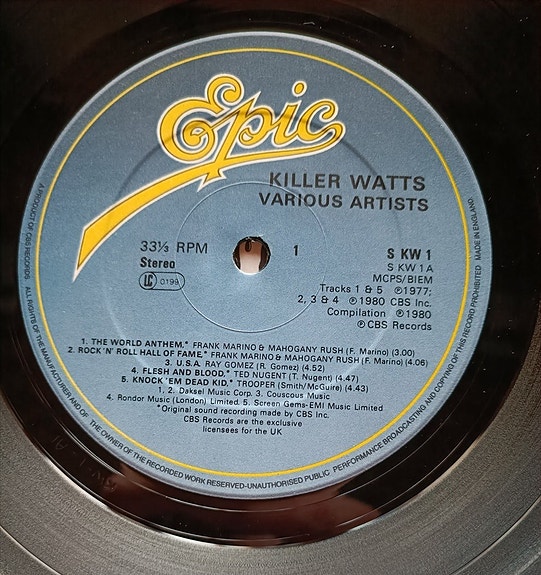 Epic
KILLER WATTS
VARIOUS ARTISTS
33⅓ RPM
Stereo
LC 0199
1
S KW 1
S KW 1A
MCPS/BIEM
Tracks 1 & 5 ℗1977;
2, 3 & 4 ℗1980 CBS Inc.
Compilation ℗1980
℗CBS Records
1. THE WORLD ANTHEM.* FRANK MARINO & MAHOGANY RUSH (F. Marino) (3.00)
2. ROCK 'N' ROLL HALL OF FAME.* FRANK MARINO & MAHOGANY RUSH (F. Marino) (4.06)
3. U.S.A. RAY GOMEZ (R. Gomez) (4.52)
4. FLESH AND BLOOD.* TED NUGENT (T. Nugent) (4.47)
5. KNOCK 'EM DEAD KID.* TROOPER (Smith/McGuire) (4.43)
1, 2. Daksel Music Corp. 3. Couscous Music
4. Rondor Music (London) Limited. 5. Screen Gems-EMI Music Limited
*Original sound recording made by CBS Inc.
CBS Records are the exclusive
licensees for the UK
A PRODUCT OF CBS RECORDS ALL RIGHTS OF THE MANUFACTURER AND OF THE OWNER OF THE RECORDED WORK RESERVED-UNAUTHORISED PUBLIC PERFORMANCE BROADCASTING AND COPYING OF THIS RECORD PROHIBITED MADE IN ENGLAND